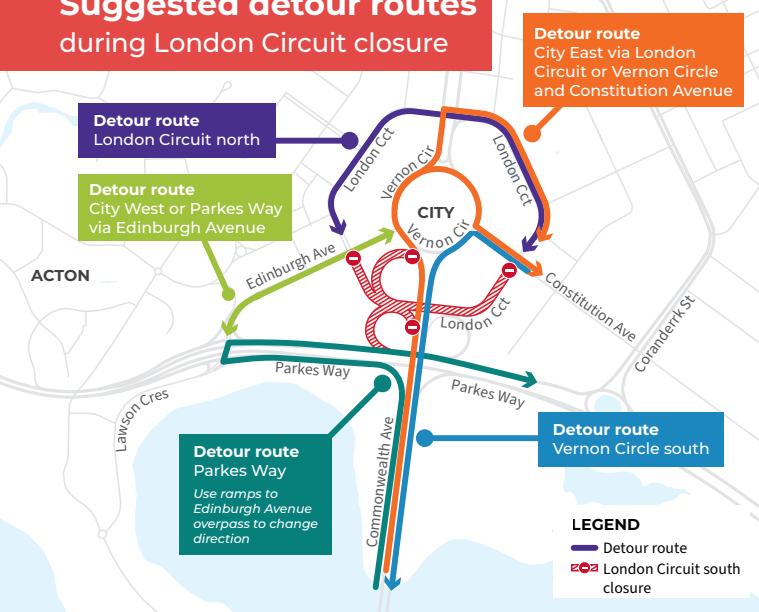 Suggested detour routes
during London Circuit closure
Detour route
City East via London
Circuit or Vernon Circle
and Constitution Avenue
Detour route
London Circuit north
Detour route
City West or Parkes Way
via Edinburgh Avenue
London Cct
Vernon Cir
London Cct
CITY
Vernon Cir
ACTON
Edinburgh Ave
Constitution Ave
London Cct
Coranderrk St
Parkes Way
Parkes Way
Lawson Cres
Commonwealth Ave
Detour route
Vernon Circle south
Detour route
Parkes Way
Use ramps to
Edinburgh Avenue
overpass to change
direction
LEGEND
Detour route
London Circuit south
closure